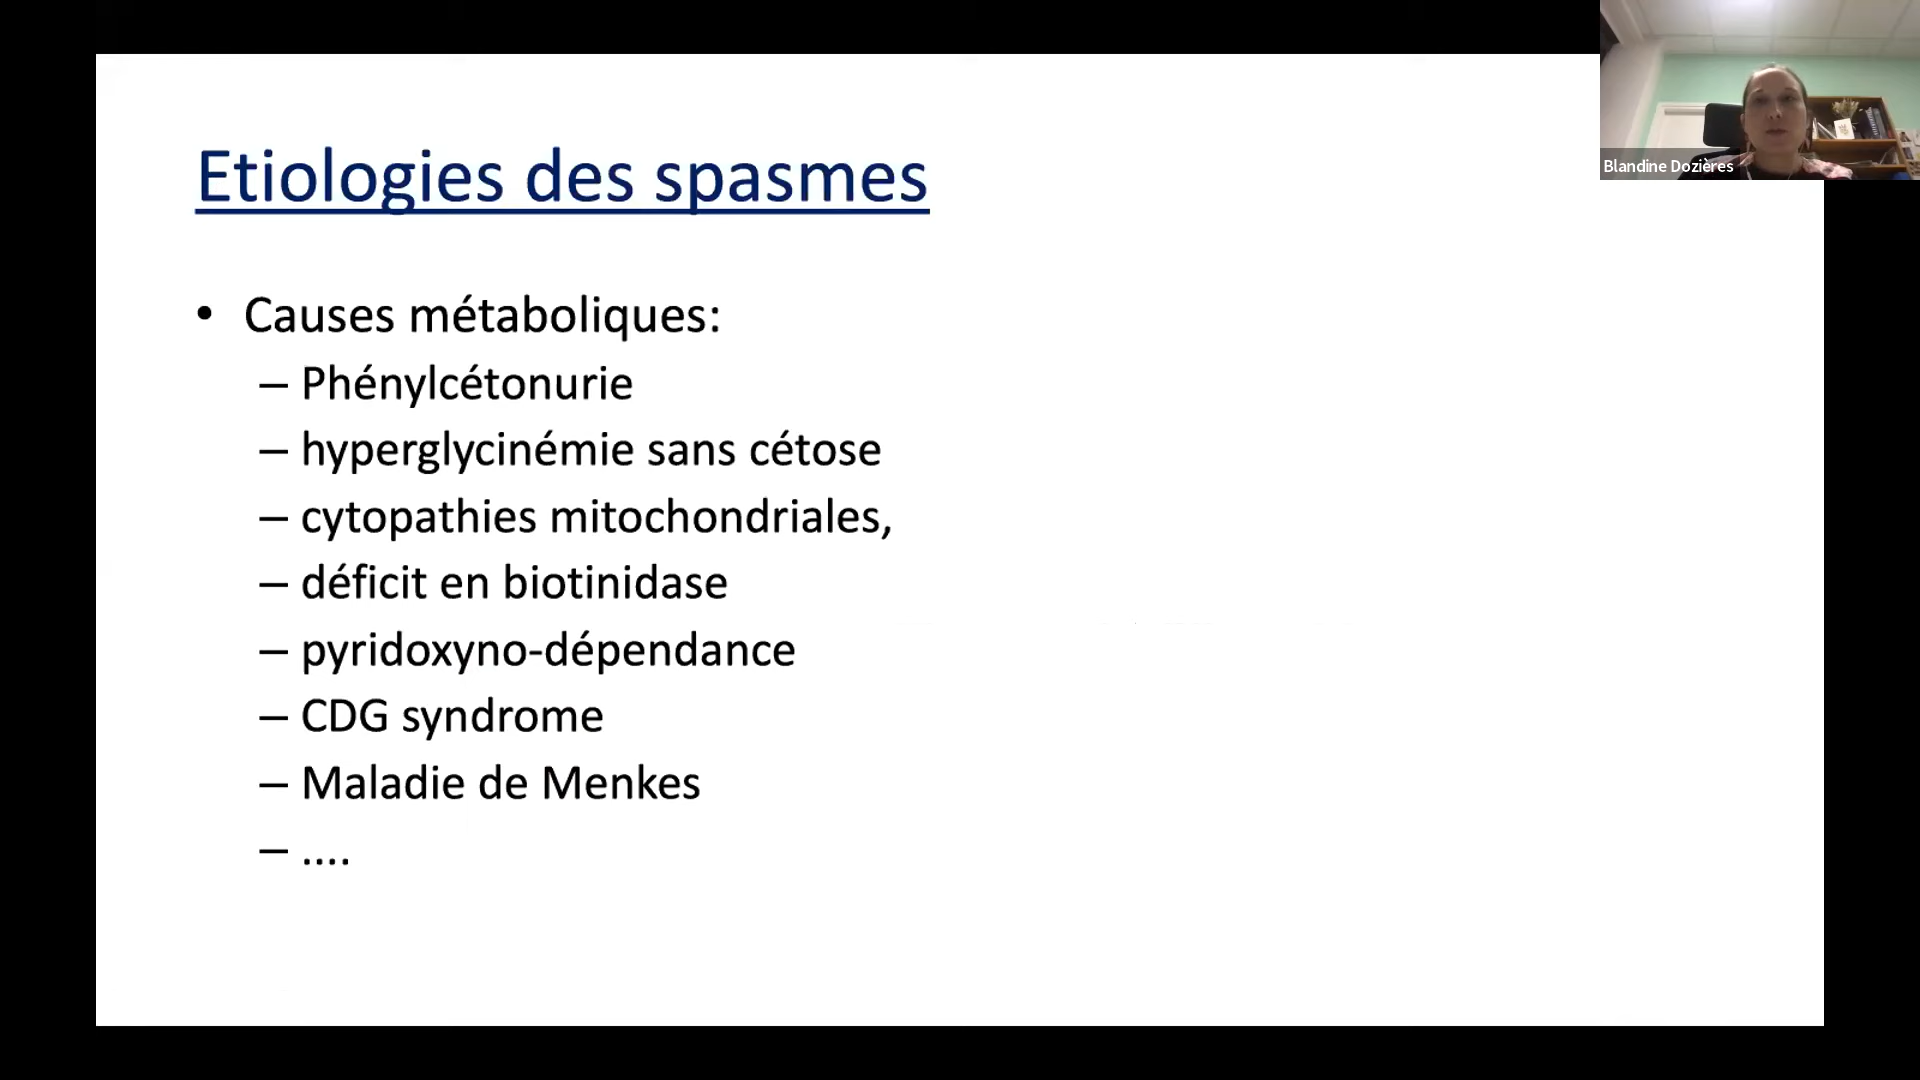 Etiologies des spasmes
• Causes métaboliques:
– Phénylcétonurie
– hyperglycinémie sans cétose
– cytopathies mitochondriales,
– déficit en biotinidase
– pyridoxyno-dépendance
– CDG syndrome
– Maladie de Menkes
– ....
Blandine Dozières